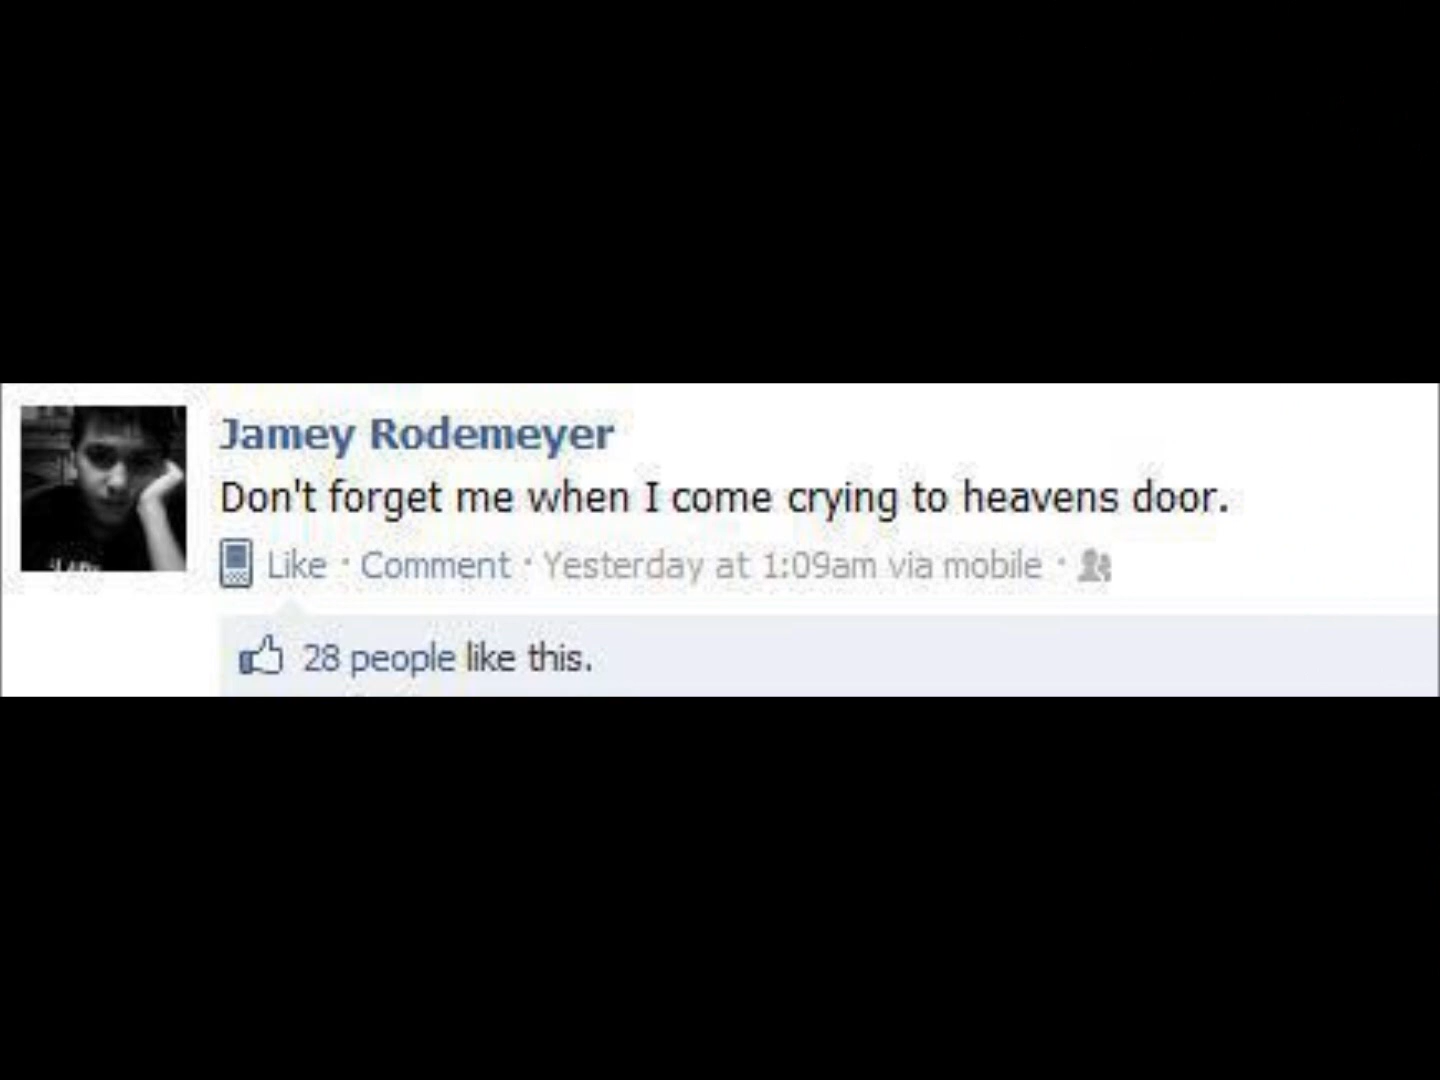 Jamey Rodemeyer
Don't forget me when I come crying to heavens door.
Like · Comment · Yesterday at 1:09am via mobile ·
28 people like this.